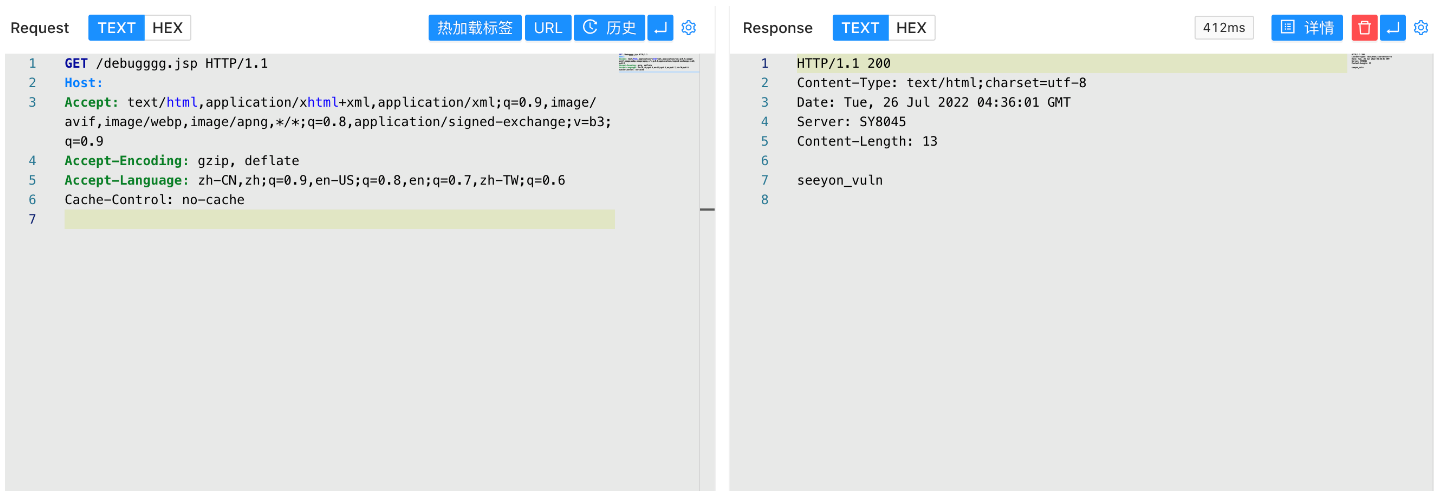 Request TEXT HEX 热加载标签 URL 历史
1 GET /debugggg.jsp HTTP/1.1
2 Host:
3 Accept: text/html,application/xhtml+xml,application/xml;q=0.9,image/
avif,image/webp,image/apng,*/*;q=0.8,application/signed-exchange;v=b3;
q=0.9
4 Accept-Encoding: gzip, deflate
5 Accept-Language: zh-CN,zh;q=0.9,en-US;q=0.8,en;q=0.7,zh-TW;q=0.6
6 Cache-Control: no-cache
7
Response TEXT HEX 412ms 详情
1 HTTP/1.1 200
2 Content-Type: text/html;charset=utf-8
3 Date: Tue, 26 Jul 2022 04:36:01 GMT
4 Server: SY8045
5 Content-Length: 13
6
7 seeyon_vuln
8